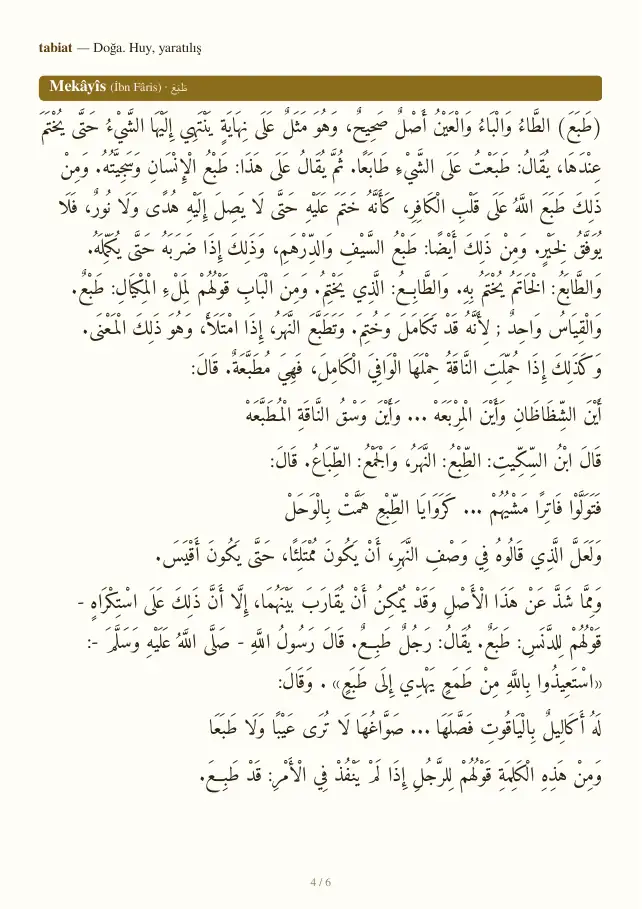 tabiat — Doğa. Huy, yaratılış
Mekâyîs (İbn Fâris) · طَبَعَ
(طَبَعَ) الطَّاءُ وَالْبَاءُ وَالْعَيْنُ أَصْلٌ صَحِيحٌ، وَهُوَ مَثَلٌ عَلَى نِهَايَةٍ يَنْتَهِي إِلَيْهَا الشَّيْءُ حَتَّى يُخْتَمَ
عِنْدَهَا، يُقَالُ: طَبَعْتُ عَلَى الشَّيْءِ طَابَعًا. ثُمَّ يُقَالُ عَلَى هَذَا: طَبْعُ الْإِنْسَانِ وَسَجِيَّتُهُ. وَمِنْ
ذَلِكَ طَبَعَ اللَّهُ عَلَى قَلْبِ الْكَافِرِ، كَأَنَّهُ خَتَمَ عَلَيْهِ حَتَّى لَا يَصِلَ إِلَيْهِ هُدًى وَلَا نُورٌ، فَلَا
يُوَفَّقُ لِخَيْرٍ. وَمِنْ ذَلِكَ أَيْضًا: طَبْعُ السَّيْفِ وَالدِّرْهَمِ، وَذَلِكَ إِذَا ضَرَبَهُ حَتَّى يُكَمِّلَهُ.
وَالطَّابَعُ: الْخَاتَمُ يُخْتَمُ بِهِ. وَالطَّابِعُ: الَّذِي يَخْتِمُ. وَمِنَ الْبَابِ قَوْلُهُمْ لِمَلْءِ الْمِكْيَالِ: طَبْعٌ.
وَالْقِيَاسُ وَاحِدٌ ; لِأَنَّهُ قَدْ تَكَامَلَ وَخُتِمَ. وَتَطَبَّعَ النَّهَرُ، إِذَا امْتَلَأَ، وَهُوَ ذَلِكَ الْمَعْنَى.
وَكَذَلِكَ إِذَا حُمِّلَتِ النَّاقَةُ حِمْلَهَا الْوَافِيَ الْكَامِلَ، فَهِيَ مُطَبَّعَةٌ. قَالَ:
أَيْنَ الشِّظَاظَانِ وَأَيْنَ الْمِرْبَعَهْ ... وَأَيْنَ وَسْقُ النَّاقَةِ الْمُطَبَّعَهْ
قَالَ ابْنُ السِّكِّيتِ: الطِّبْعُ: النَّهَرُ، وَالْجَمْعُ: الطِّبَاعُ. قَالَ:
فَتَوَلَّوْا فَاتِرًا مَشْيُهُمْ ... كَرَوَايَا الطِّبْعِ هَمَّتْ بِالْوَحَلْ
وَلَعَلَّ الَّذِي قَالُوهُ فِي وَصْفِ النَّهَرِ، أَنْ يَكُونَ مُمْتَلِئًا، حَتَّى يَكُونَ أَقْيَسَ.
وَمِمَّا شَذَّ عَنْ هَذَا الْأَصْلِ وَقَدْ يُمْكِنُ أَنْ يُقَارَبَ بَيْنَهُمَا، إِلَّا أَنَّ ذَلِكَ عَلَى اسْتِكْرَاهٍ -
قَوْلُهُمْ لِلدَّنَسِ: طَبَعٌ. يُقَالُ: رَجُلٌ طَبِعٌ. قَالَ رَسُولُ اللَّهِ - صَلَّى اللَّهُ عَلَيْهِ وَسَلَّمَ -:
«اسْتَعِيذُوا بِاللَّهِ مِنْ طَمَعٍ يَهْدِي إِلَى طَبَعٍ» . وَقَالَ:
لَهُ أَكَالِيلٌ بِالْيَاقُوتِ فَصَّلَهَا ... صَوَّاغُهَا لَا تُرَى عَيْبًا وَلَا طَبَعَا
وَمِنْ هَذِهِ الْكَلِمَةِ قَوْلُهُمْ لِلرَّجُلِ إِذَا لَمْ يَنْفُذْ فِي الْأَمْرِ: قَدْ طَبِعَ.
4 / 6